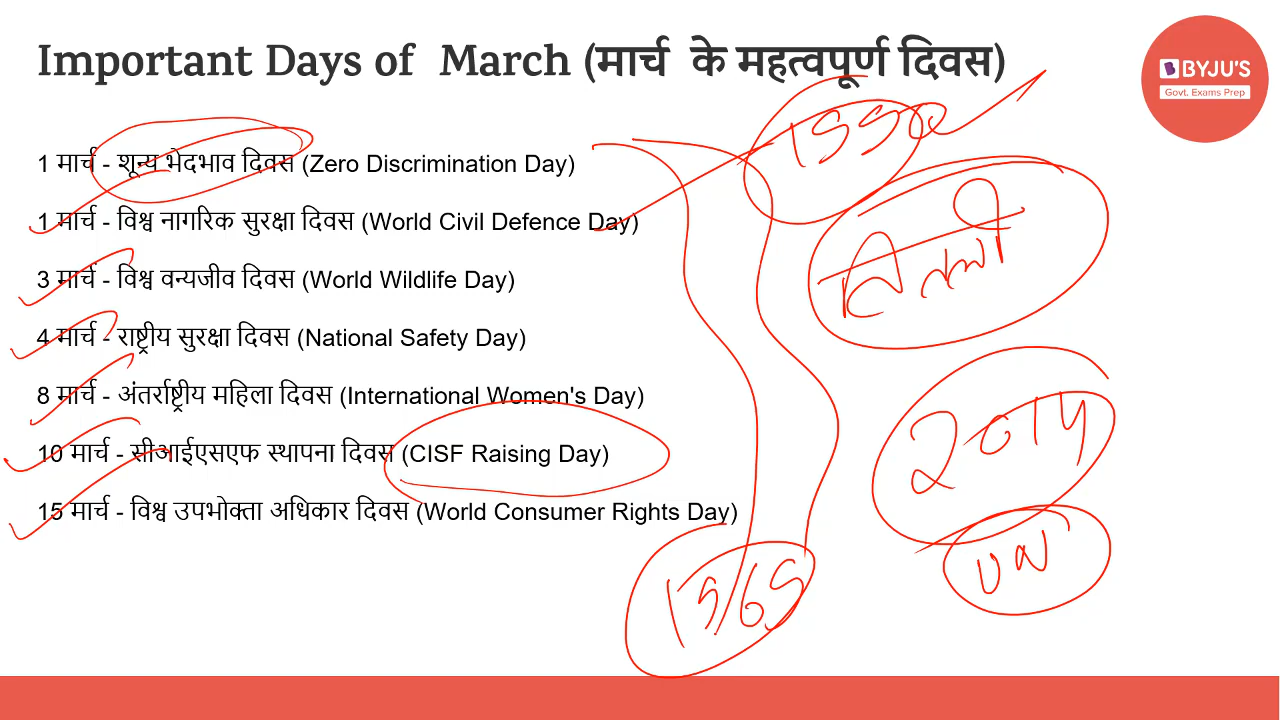 Important Days of March (मार्च के महत्वपूर्ण दिवस)
BYJU'S
Govt. Exams Prep
1 मार्च - शून्य भेदभाव दिवस (Zero Discrimination Day)
1 मार्च - विश्व नागरिक सुरक्षा दिवस (World Civil Defence Day)
3 मार्च - विश्व वन्यजीव दिवस (World Wildlife Day)
4 मार्च - राष्ट्रीय सुरक्षा दिवस (National Safety Day)
8 मार्च - अंतर्राष्ट्रीय महिला दिवस (International Women's Day)
10 मार्च - सीआईएसएफ स्थापना दिवस (CISF Raising Day)
15 मार्च - विश्व उपभोक्ता अधिकार दिवस (World Consumer Rights Day)
1990
तितली
2014
UN
1969